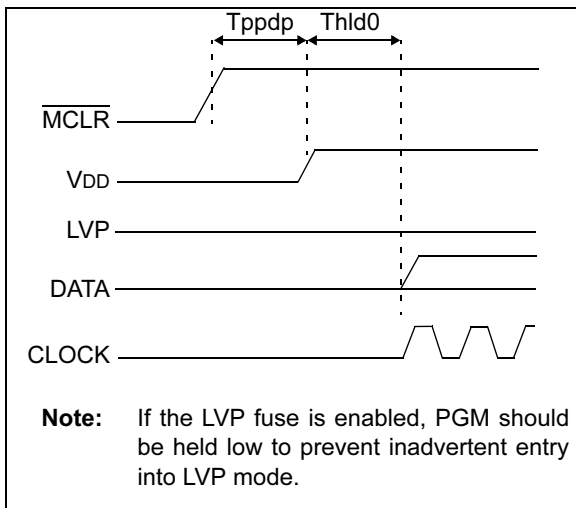 Tppdp Thld0
MCLR
VDD
LVP
DATA
CLOCK
Note: If the LVP fuse is enabled, PGM should
be held low to prevent inadvertent entry
into LVP mode.